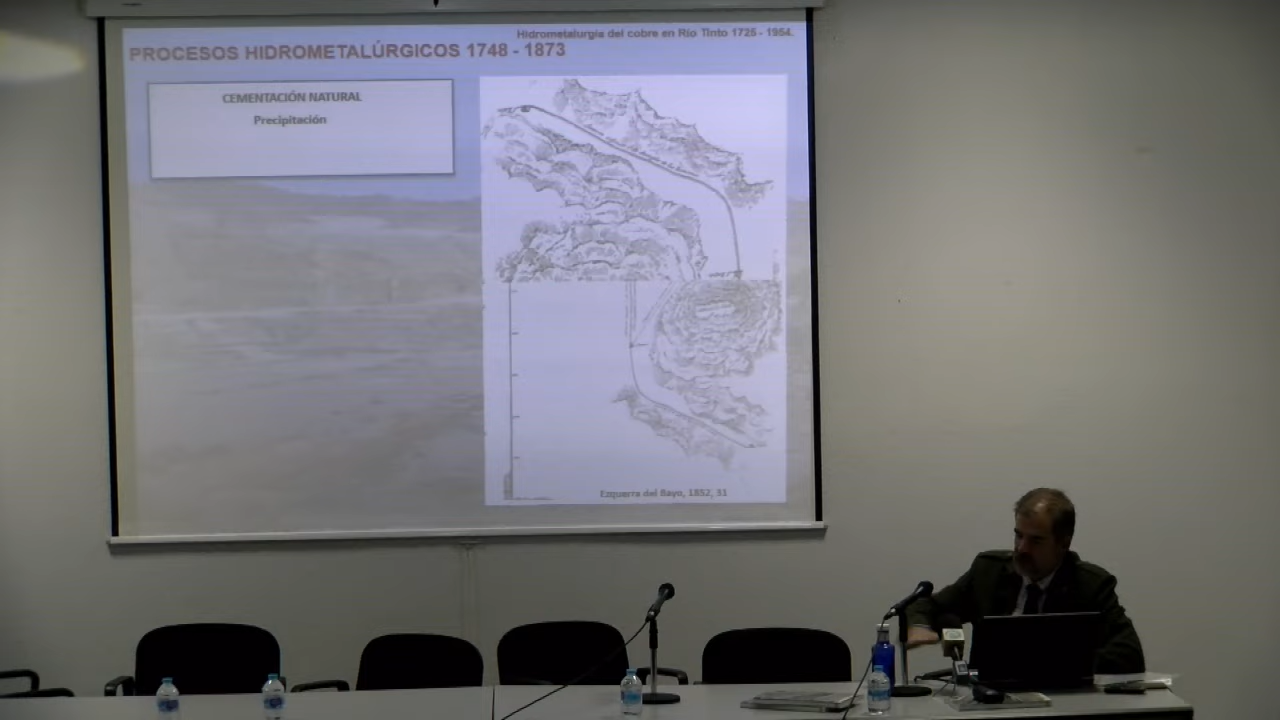 Hidrometalurgia del cobre en Río Tinto 1725 - 1954.
PROCESOS HIDROMETALÚRGICOS 1748 - 1873
CEMENTACIÓN NATURAL
Precipitación
Ezquerra del Bayo, 1852, 31